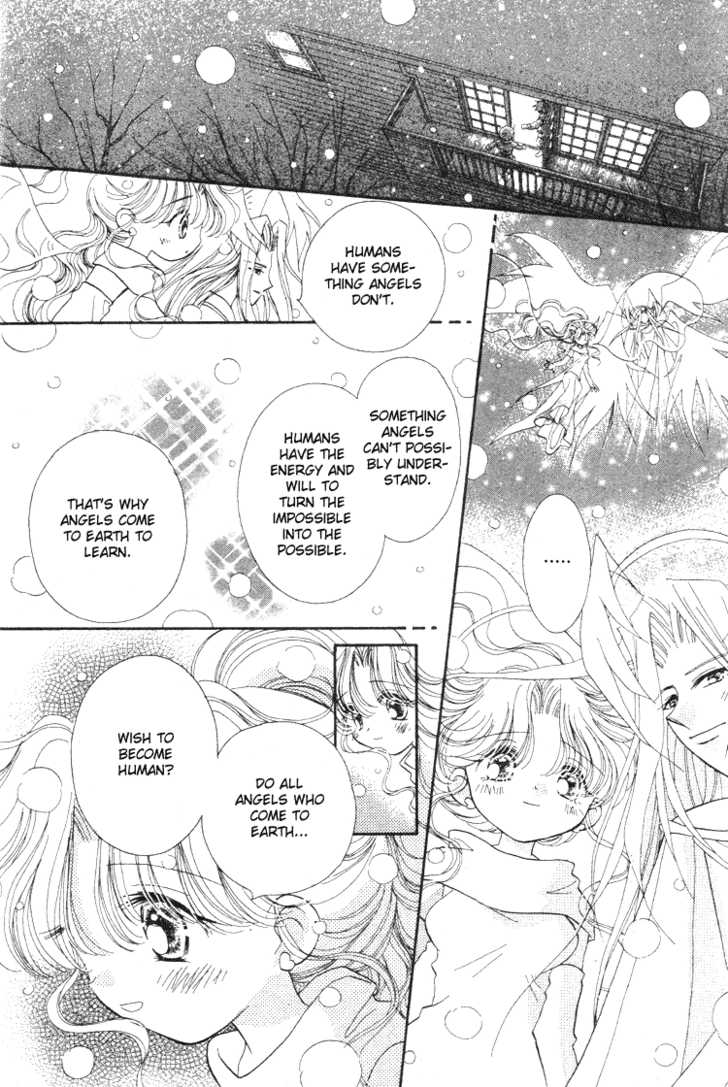 .....
HUMANS
HAVE SOME-
THING ANGELS
DON'T.
SOMETHING
ANGELS
CAN'T POSSI-
BLY UNDER-
STAND.
HUMANS
HAVE THE
ENERGY AND
WILL TO
TURN THE
IMPOSSIBLE
INTO THE
POSSIBLE.
THAT'S WHY
ANGELS COME
TO EARTH TO
LEARN.
DO ALL
ANGELS WHO
COME TO
EARTH...
WISH TO
BECOME
HUMAN?